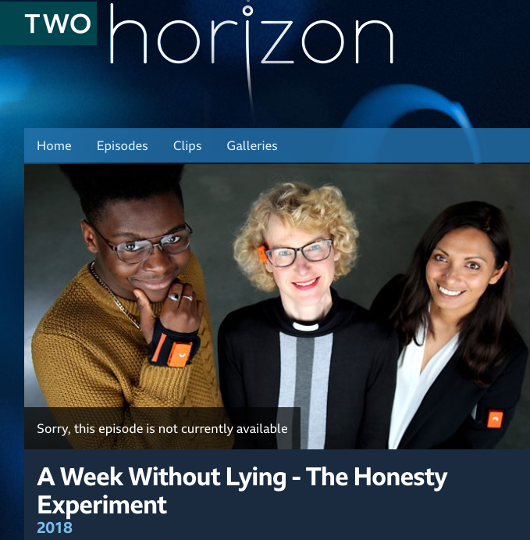 TWO
horizon
Home Episodes Clips Galleries
Sorry, this episode is not currently available
A Week Without Lying - The Honesty
Experiment
2018